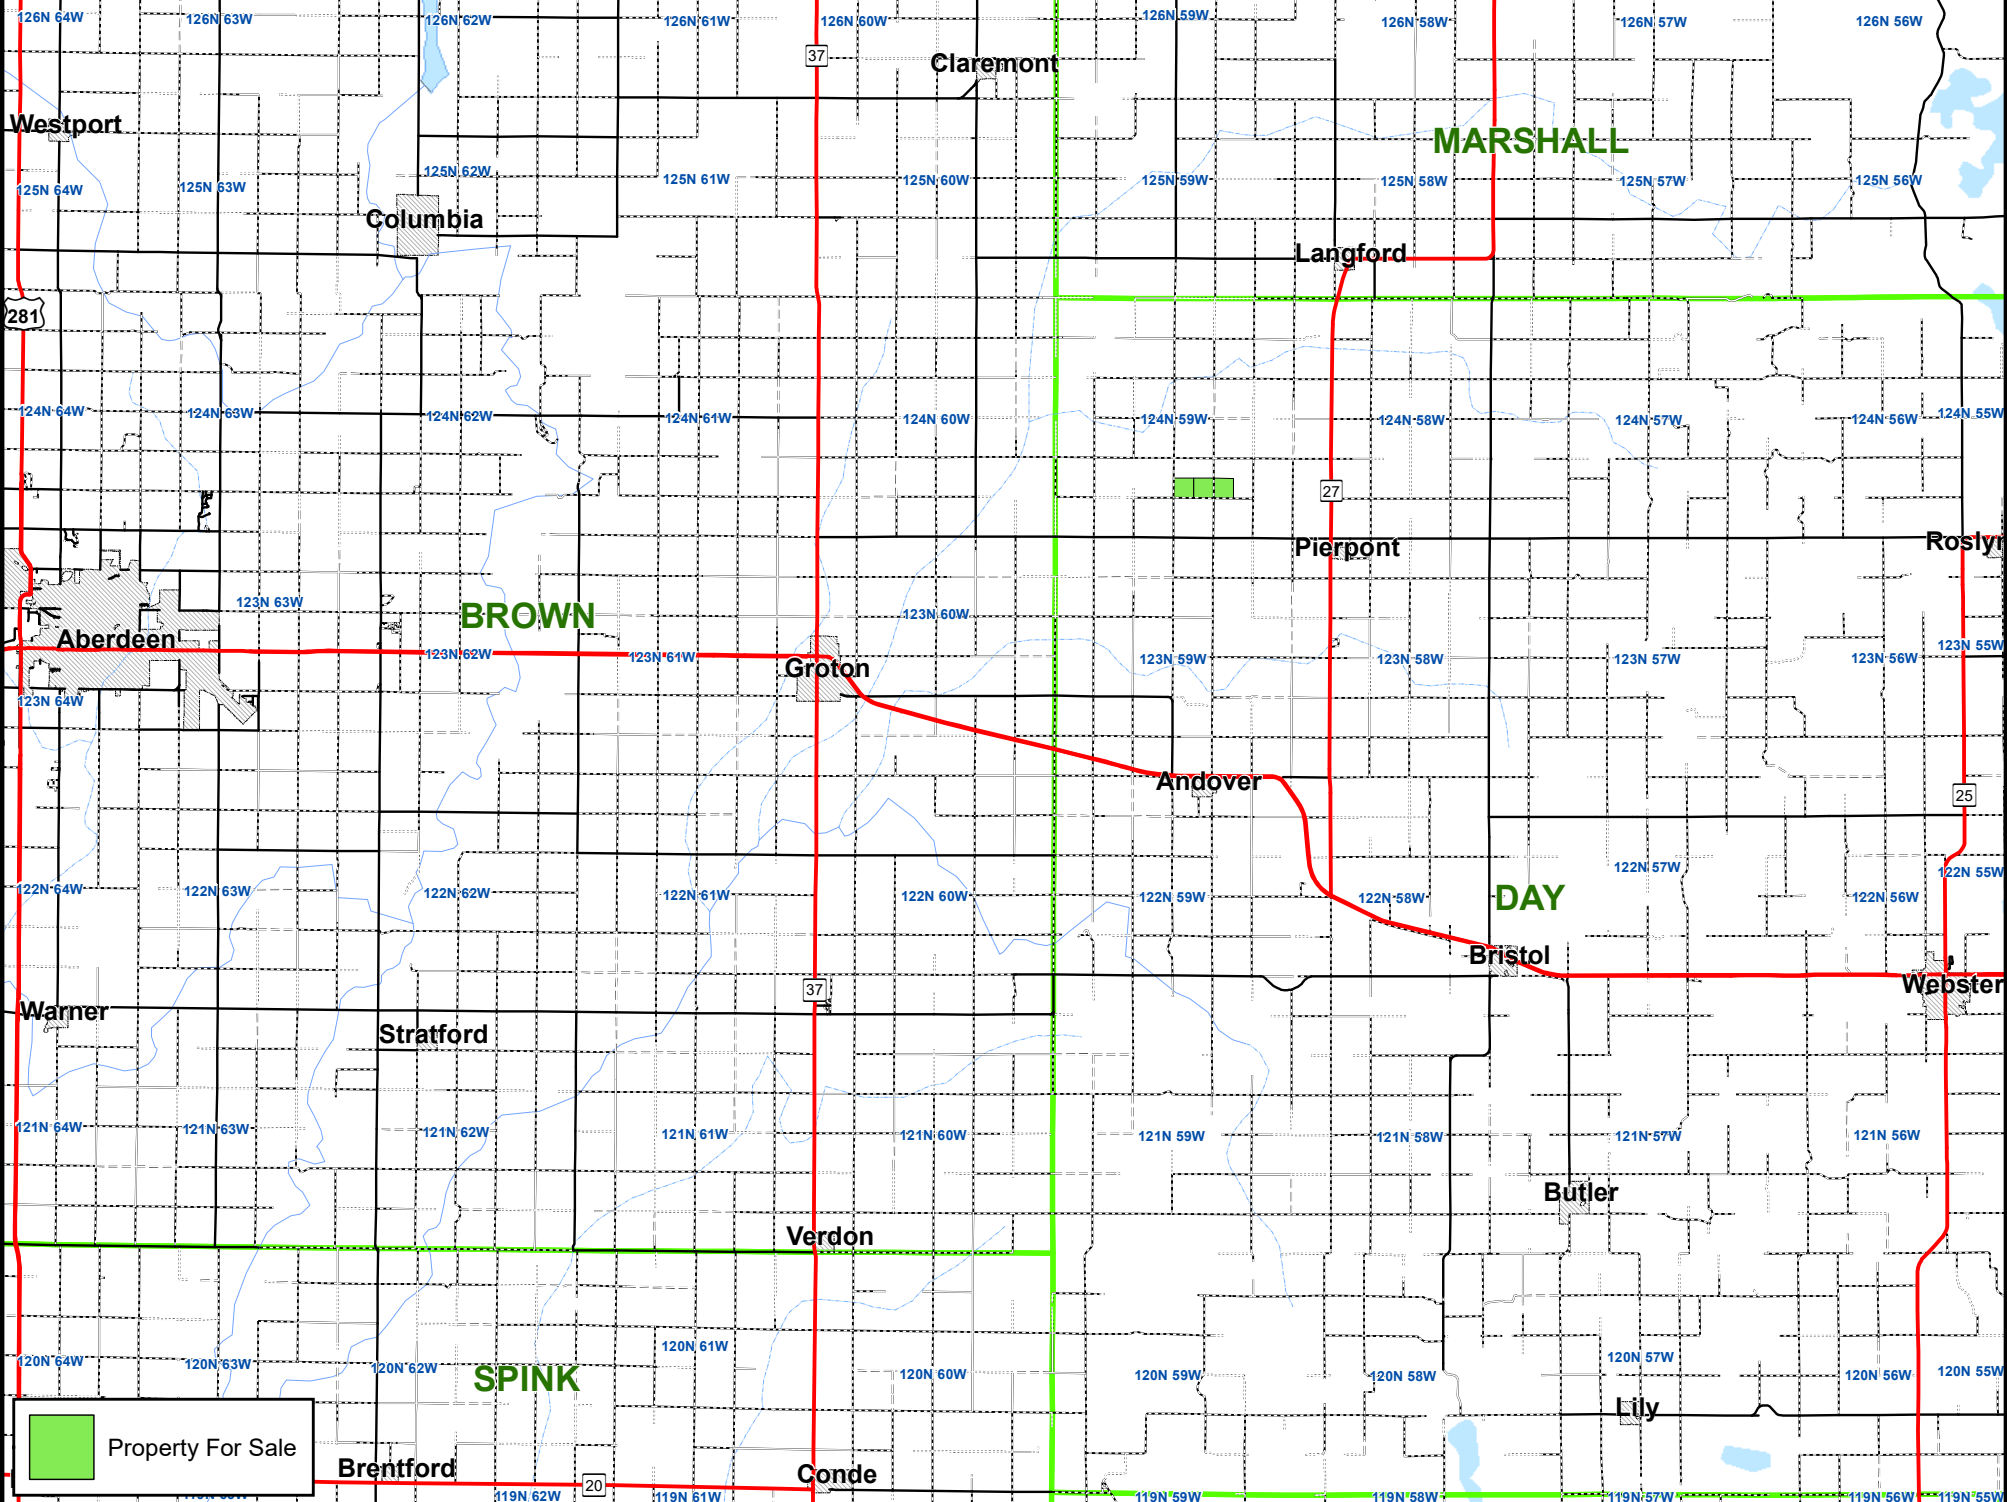 126N 64W 126N 63W 126N 62W 126N 61W 126N 60W 126N 59W 126N 58W 126N 57W 126N 56W
37
Claremont
Westport
MARSHALL
125N 64W 125N 63W 125N 62W 125N 61W 125N 60W 125N 59W 125N 58W 125N 57W 125N 56W
Columbia
Langford
281
124N 64W 124N 63W 124N 62W 124N 61W 124N 60W 124N 59W 124N 58W 124N 57W 124N 56W 124N 55W
27
Pierpont
Roslyn
123N 63W
BROWN
123N 60W
Aberdeen
123N 62W 123N 61W
Groton
123N 59W 123N 58W 123N 57W 123N 56W 123N 55W
123N 64W
Andover
25
122N 64W 122N 63W 122N 62W 122N 61W 122N 60W 122N 59W 122N 58W 122N 57W 122N 56W 122N 55W
DAY
Bristol
Webster
37
Warner
Stratford
121N 64W 121N 63W 121N 62W 121N 61W 121N 60W 121N 59W 121N 58W 121N 57W 121N 56W
Butler
Verdon
120N 64W 120N 63W 120N 62W 120N 61W 120N 60W 120N 59W 120N 58W 120N 57W 120N 56W 120N 55W
SPINK
Lily
Property For Sale
Brentford
20
Conde
119N 62W 119N 61W 119N 59W 119N 58W 119N 57W 119N 56W 119N 55W